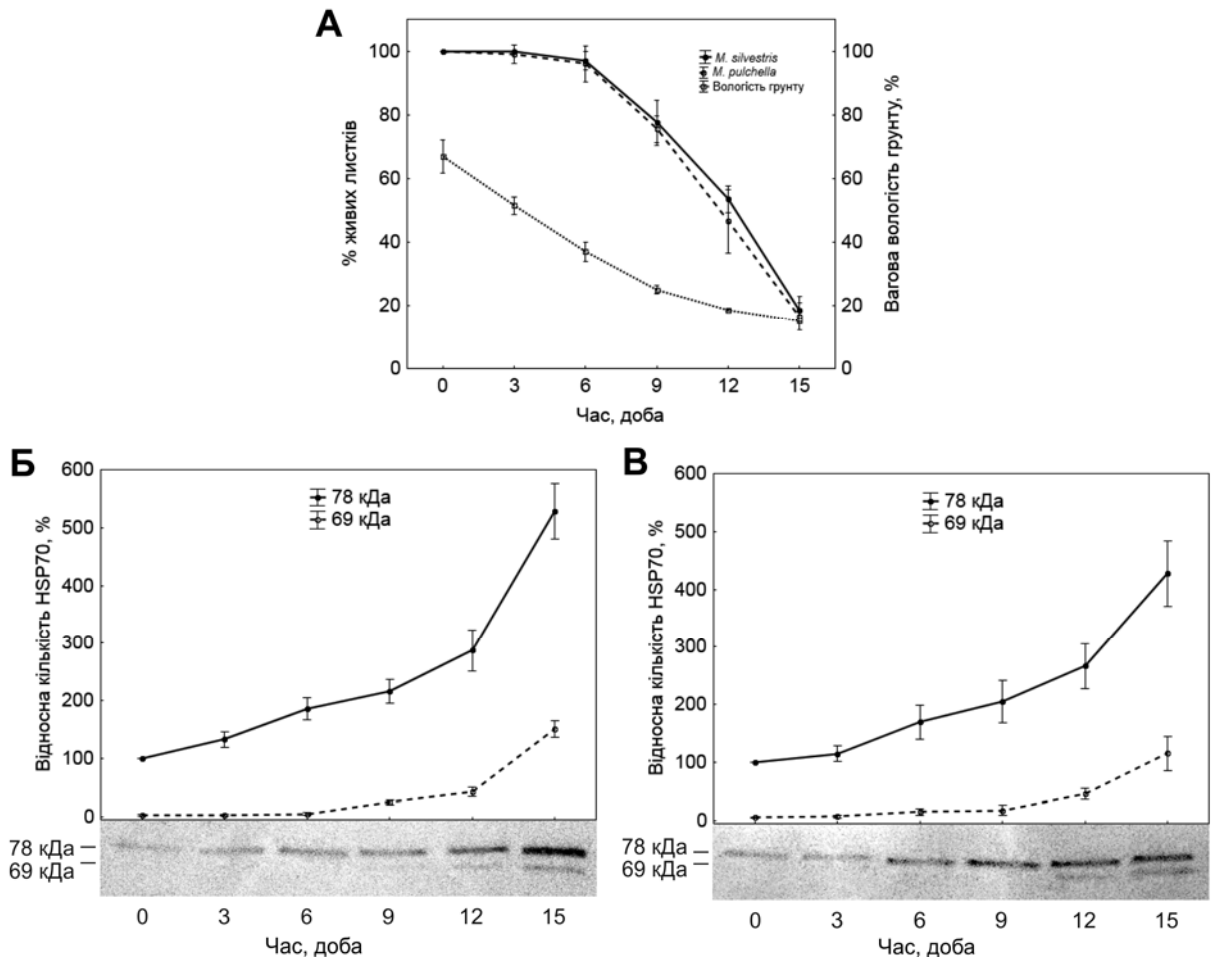 А
100
80
60
40
20
0
% живих листків
M. silvestris
M. pulchella
Вологість грунту
100
80
60
40
20
0
Вагова вологість грунту, %
0 3 6 9 12 15
Час, доба
Б
600
500
400
300
200
100
0
Відносна кількість HSP70, %
78 кДа
69 кДа
78 кДа
69 кДа
0 3 6 9 12 15
Час, доба
В
600
500
400
300
200
100
0
Відносна кількість HSP70, %
78 кДа
69 кДа
78 кДа
69 кДа
0 3 6 9 12 15
Час, доба